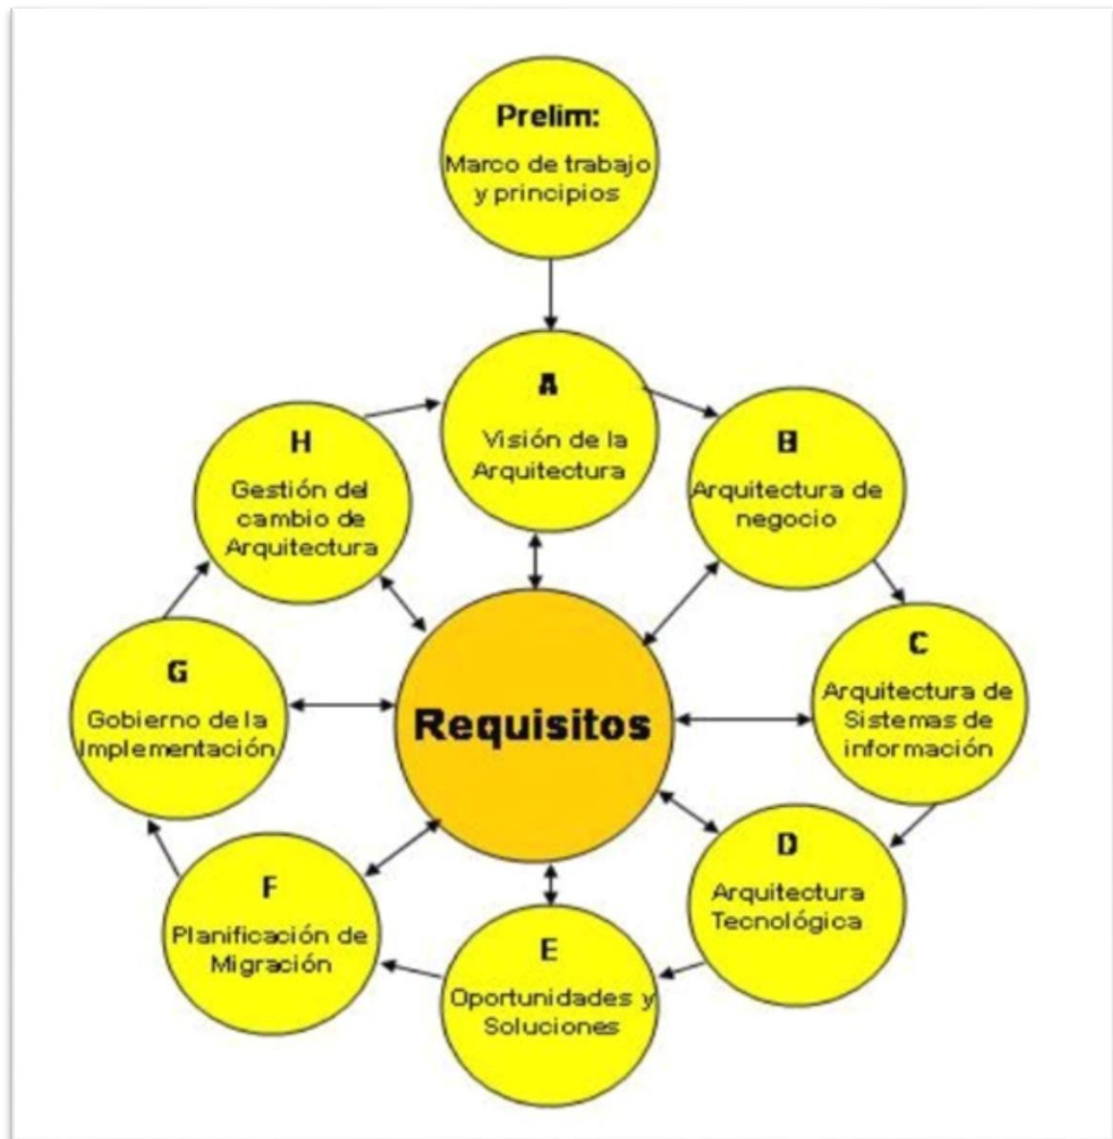 Prelim:
Marco de trabajo
y principios
A
Visión de la
Arquitectura
B
Arquitectura de
negocio
C
Arquitectura de
Sistemas de
información
D
Arquitectura
Tecnológica
E
Oportunidades y
Soluciones
F
Planificación de
Migración
G
Gobierno de la
Implementación
H
Gestión del
cambio de
Arquitectura
Requisitos